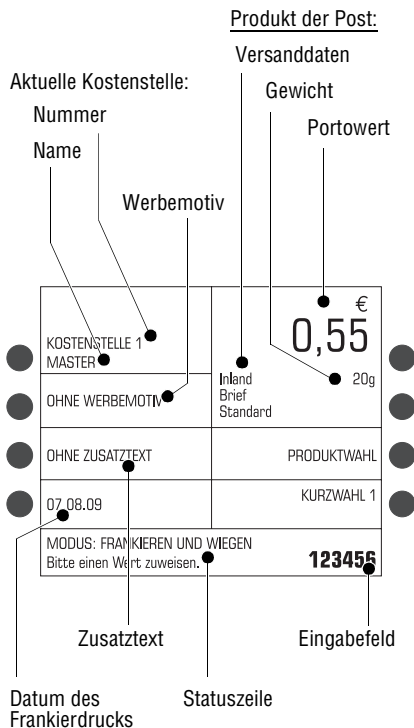 Produkt der Post:
Versanddaten
Aktuelle Kostenstelle:
Gewicht
Nummer
Portowert
Name
Werbemotiv
€
0,55
KOSTENSTELLE 1
MASTER
20g
Inland
Brief
Standard
OHNE WERBEMOTIV
OHNE ZUSATZTEXT
PRODUKTWAHL
07.08.09
KURZWAHL 1
MODUS: FRANKIEREN UND WIEGEN
Bitte einen Wert zuweisen.
123456
Zusatztext
Eingabefeld
Datum des
Frankierdrucks
Statuszeile